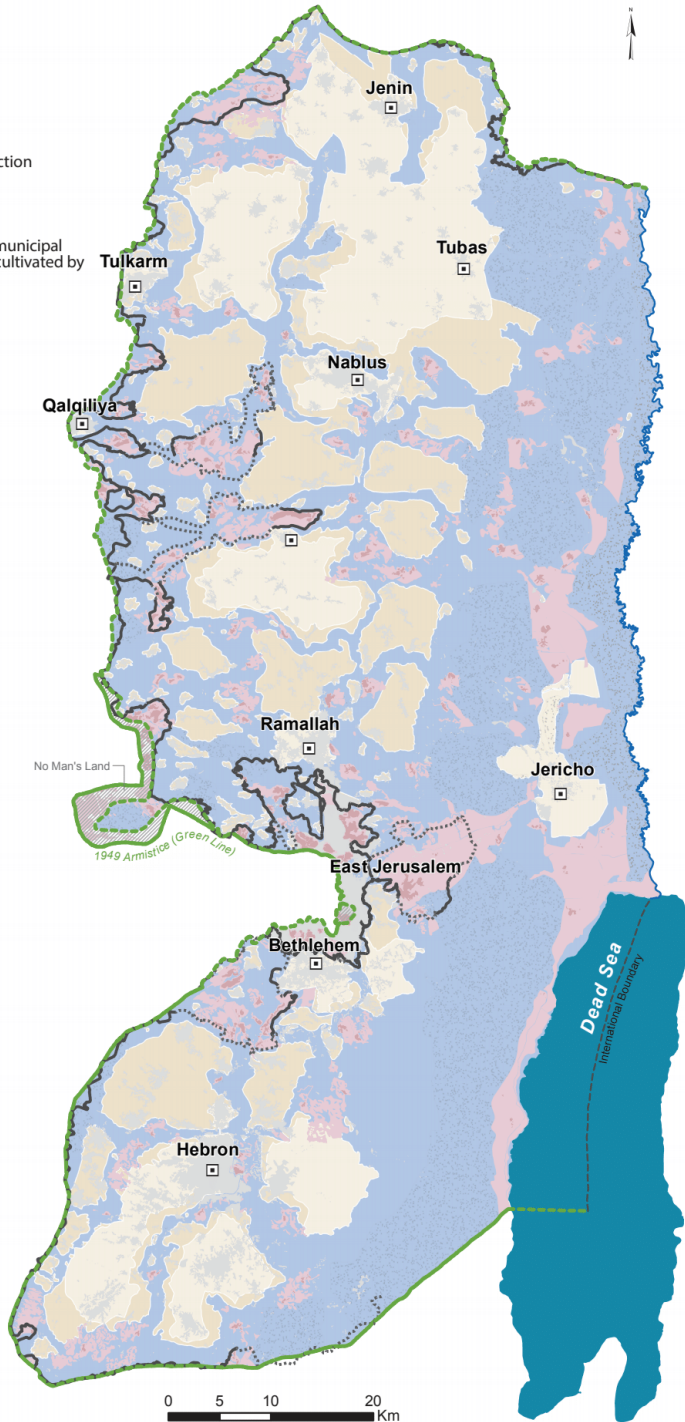 N
Jenin
ction
municipal
cultivated by
Tulkarm
Tubas
Nablus
Qalqiliya
Ramallah
No Man's Land
Jericho
1949 Armistice (Green Line)
East Jerusalem
Bethlehem
Dead Sea
International Boundary
Hebron
0 5 10 20
Km